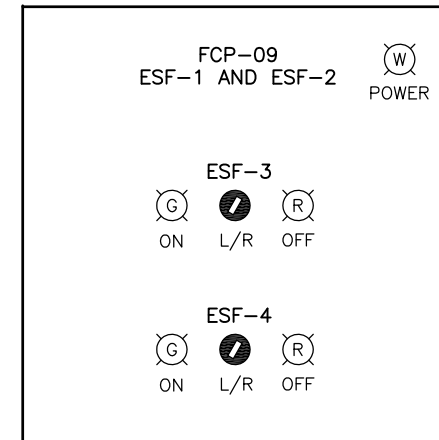 FCP-09
ESF-1 AND ESF-2
W
POWER
ESF-3
G R
ON L/R OFF
ESF-4
G R
ON L/R OFF